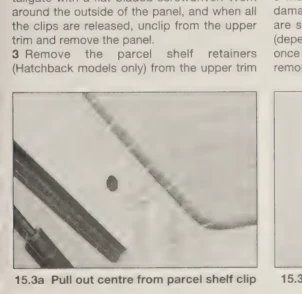 around the outside of the panel, and when all
the clips are released, unclip from the upper
trim and remove the panel.
3 Remove the parcel shelf retainers
(Hatchback models only) from the upper trim
15.3a Pull out centre from parcel shelf clip
are s
(depe
once
remo
15.3